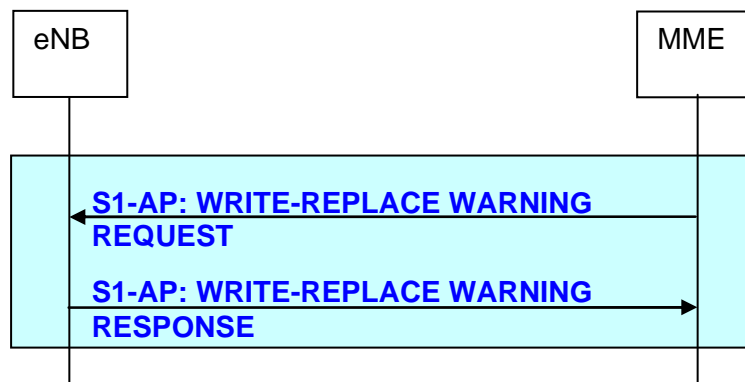 eNB
MME
S1-AP: WRITE-REPLACE WARNING
REQUEST
S1-AP: WRITE-REPLACE WARNING
RESPONSE